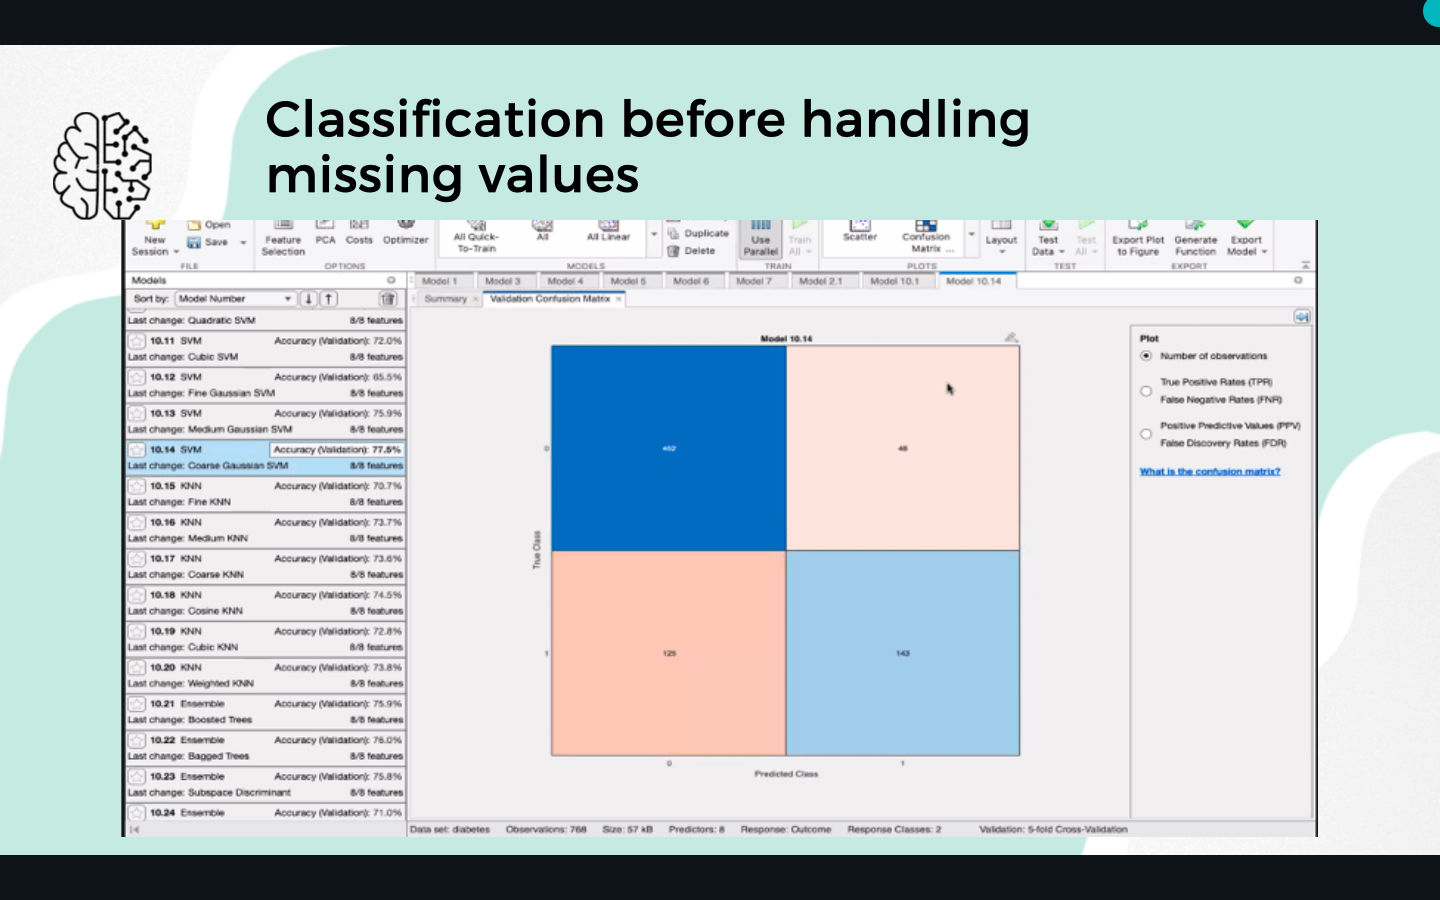 Classification before handling
missing values
Open
Save
New
Session
Feature
Selection
PCA
Costs
Optimizer
All Quick-
To-Train
All
All Linear
Duplicate
Delete
Use
Parallel
Train
All
Scatter
Confusion
Matrix ...
Layout
Test
Data
Test
All
Export Plot
to Figure
Generate
Function
Export
Model
FILE
OPTIONS
MODELS
TRAIN
PLOTS
TEST
EXPORT
Models
Model 1
Model 3
Model 4
Model 5
Model 6
Model 7
Model 2.1
Model 10.1
Model 10.14
Sort by: Model Number
Summary
Validation Confusion Matrix
Last change: Quadratic SVM 8/8 features
10.11 SVM Accuracy (Validation): 72.0%
Last change: Cubic SVM 8/8 features
10.12 SVM Accuracy (Validation): 65.5%
Last change: Fine Gaussian SVM 8/8 features
10.13 SVM Accuracy (Validation): 75.9%
Last change: Medium Gaussian SVM 8/8 features
10.14 SVM Accuracy (Validation): 77.5%
Last change: Coarse Gaussian SVM 8/8 features
10.15 KNN Accuracy (Validation): 70.7%
Last change: Fine KNN 8/8 features
10.16 KNN Accuracy (Validation): 73.7%
Last change: Medium KNN 8/8 features
10.17 KNN Accuracy (Validation): 73.6%
Last change: Coarse KNN 8/8 features
10.18 KNN Accuracy (Validation): 74.5%
Last change: Cosine KNN 8/8 features
10.19 KNN Accuracy (Validation): 72.8%
Last change: Cubic KNN 8/8 features
10.20 KNN Accuracy (Validation): 73.8%
Last change: Weighted KNN 8/8 features
10.21 Ensemble Accuracy (Validation): 75.9%
Last change: Boosted Trees 8/8 features
10.22 Ensemble Accuracy (Validation): 76.0%
Last change: Bagged Trees 8/8 features
10.23 Ensemble Accuracy (Validation): 75.8%
Last change: Subspace Discriminant 8/8 features
10.24 Ensemble Accuracy (Validation): 71.0%
Model 10.14
True Class
0
452
48
1
125
143
0
1
Predicted Class
Plot
Number of observations
True Positive Rates (TPR)
False Negative Rates (FNR)
Positive Predictive Values (PPV)
False Discovery Rates (FDR)
What is the confusion matrix?
Data set: diabetes Observations: 768 Size: 57 kB Predictors: 8 Response: Outcome Response Classes: 2 Validation: 5-fold Cross-Validation